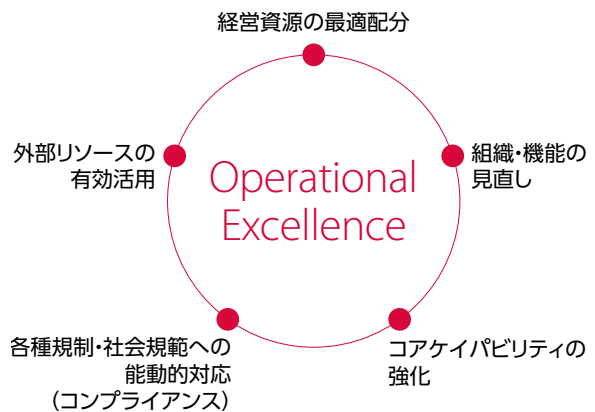 経営資源の最適配分
外部リソースの
有効活用
組織・機能の
見直し
Operational
Excellence
各種規制・社会規範への
能動的対応
（コンプライアンス）
コアケイパビリティの
強化